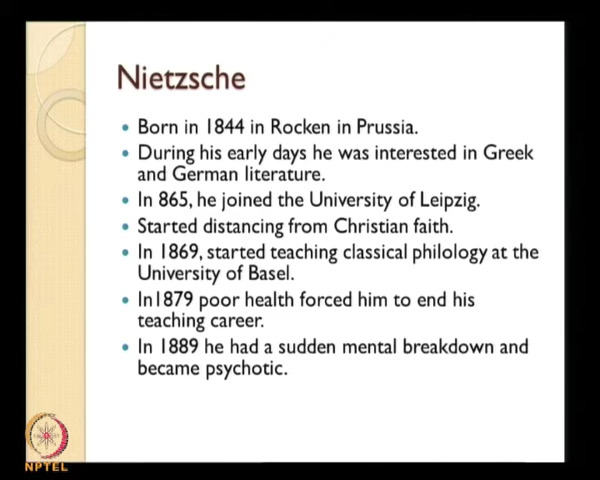 Nietzsche
• Born in 1844 in Rocken in Prussia.
• During his early days he was interested in Greek
and German literature.
• In 865, he joined the University of Leipzig.
• Started distancing from Christian faith.
• In 1869, started teaching classical philology at the
University of Basel.
• In1879 poor health forced him to end his
teaching career.
• In 1889 he had a sudden mental breakdown and
became psychotic.
NPTEL